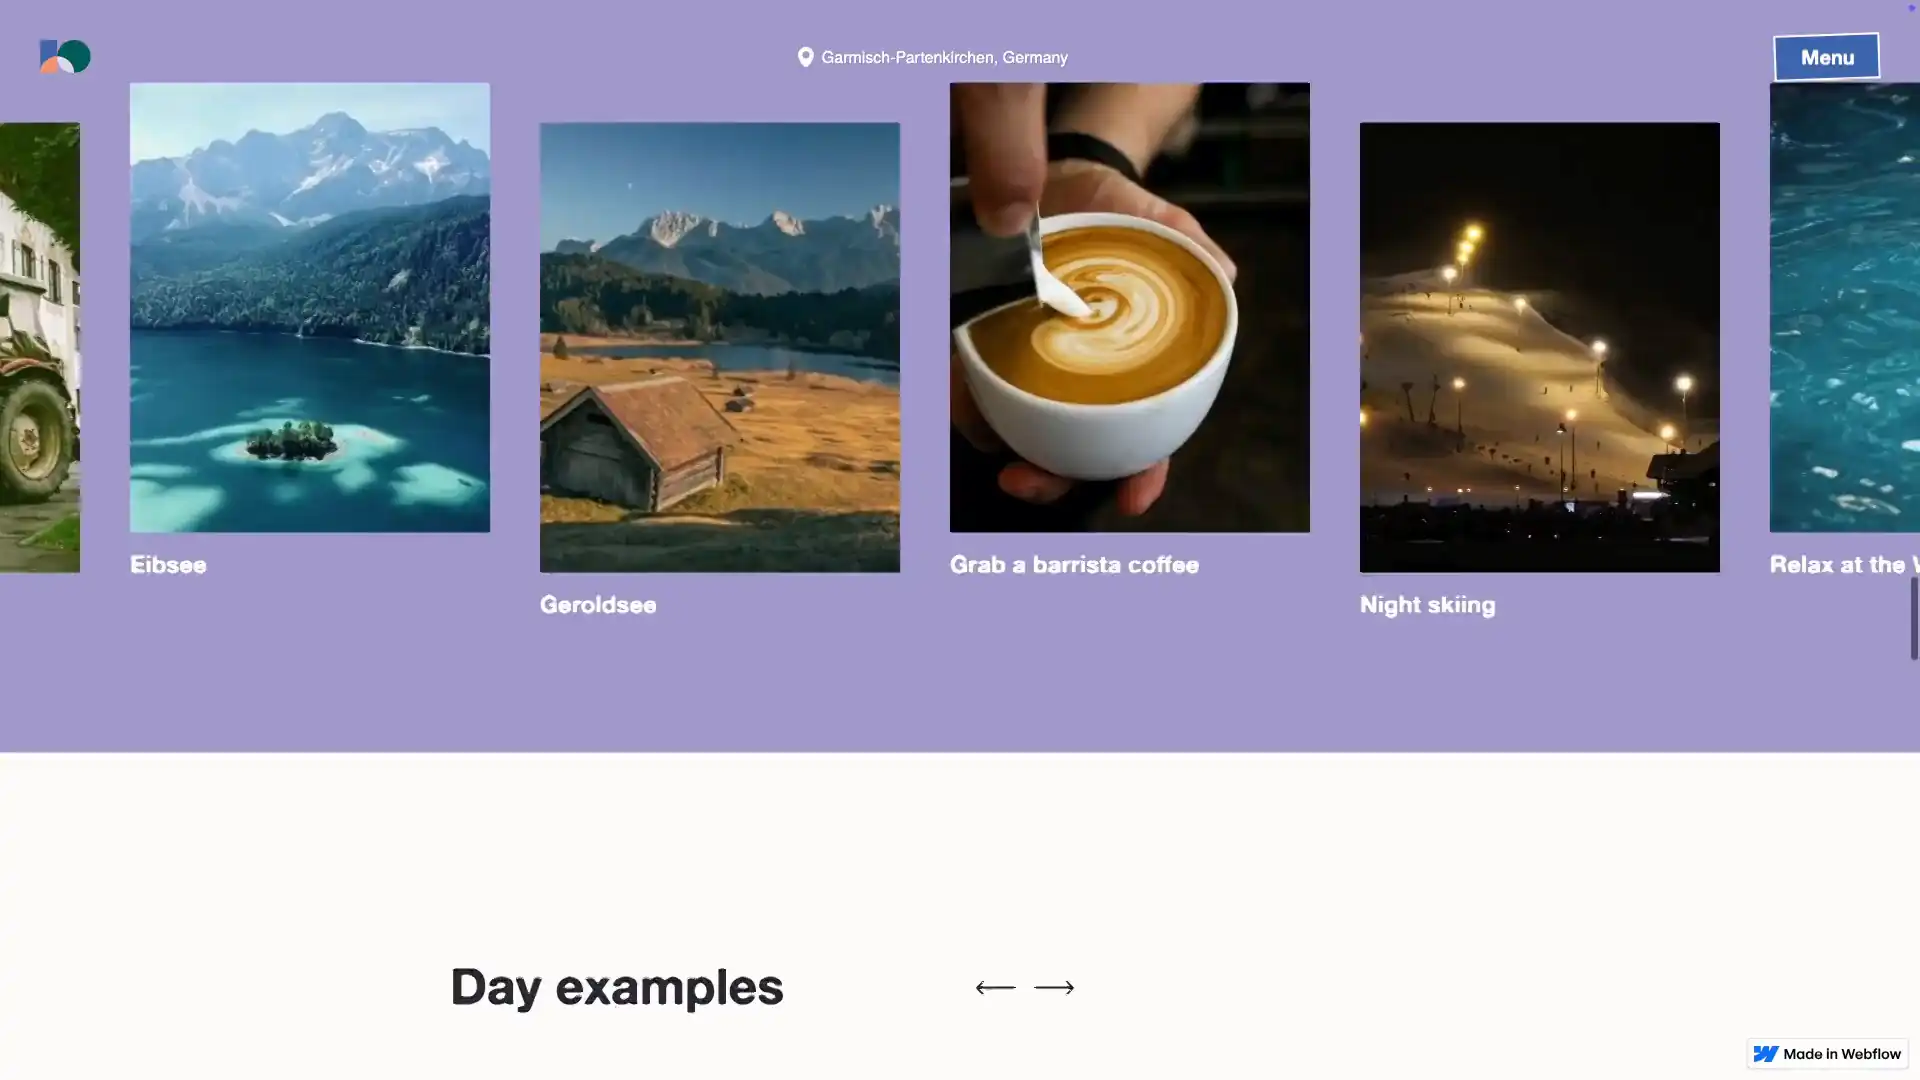 Garmisch-Partenkirchen, Germany
Menu
Eibsee
Geroldsee
Grab a barrista coffee
Night skiing
Relax at the
Day examples
Made in Webflow